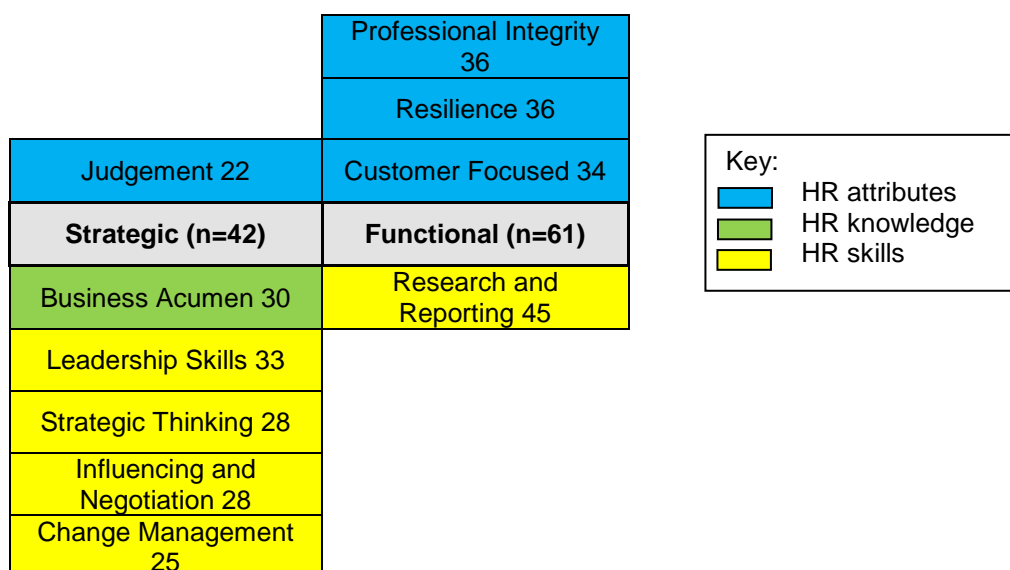 Professional Integrity
36
Resilience 36
Judgement 22
Customer Focused 34
Strategic (n=42)
Functional (n=61)
Business Acumen 30
Research and
Reporting 45
Leadership Skills 33
Strategic Thinking 28
Influencing and
Negotiation 28
Change Management
25
Key:
HR attributes
HR knowledge
HR skills